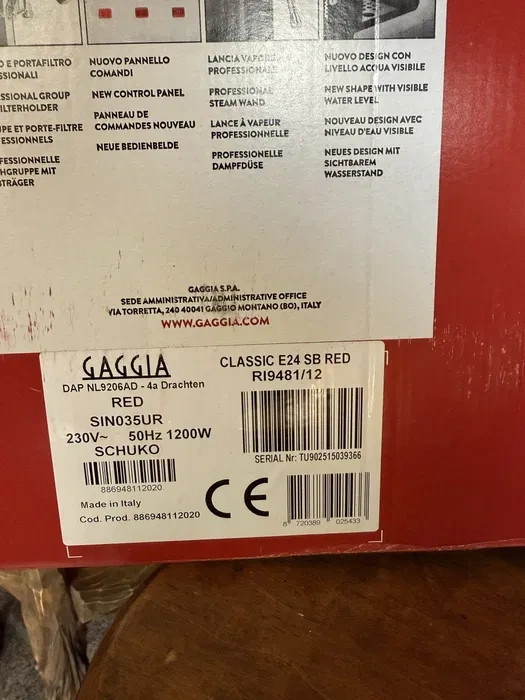 O E PORTAFILTRO
SSIONALI
SSIONAL GROUP
ILTERHOLDER
UPE ET PORTE-FILTRE
ESSIONNELS
FESSIONNELLE
HGRUPPE MIT
TRÄGER
NUOVO PANNELLO
COMANDI
NEW CONTROL PANEL
PANNEAU DE
COMMANDES NOUVEAU
NEUE BEDIENBELDE
LANCIA VAPORE
PROFESSIONALE
PROFESSIONAL
STEAM WAND
LANCE À VAPEUR
PROFESSIONNELLE
PROFESSIONELLE
DAMPFDÜSE
NUOVO DESIGN CON
LIVELLO ACQUA VISIBILE
NEW SHAPE WITH VISIBLE
WATER LEVEL
NOUVEAU DESIGN AVEC
NIVEAU D'EAU VISIBLE
NEUES DESIGN MIT
SICHTBAREM
WASSERSTAND
GAGGIA S.P.A.
SEDE AMMINISTRATIVA/ADMINISTRATIVE OFFICE
VIA TORRETTA, 240 40041 GAGGIO MONTANO (BO), ITALY
WWW.GAGGIA.COM
GAGGIA
DAP NL9206AD - 4a Drachten
RED
SIN035UR
230V~ 50Hz 1200W
SCHUKO
886948112020
Made in Italy
Cod. Prod. 886948112020
CLASSIC E24 SB RED
RI9481/12
SERIAL Nr: TU902515039366
CE
8 720389 025433